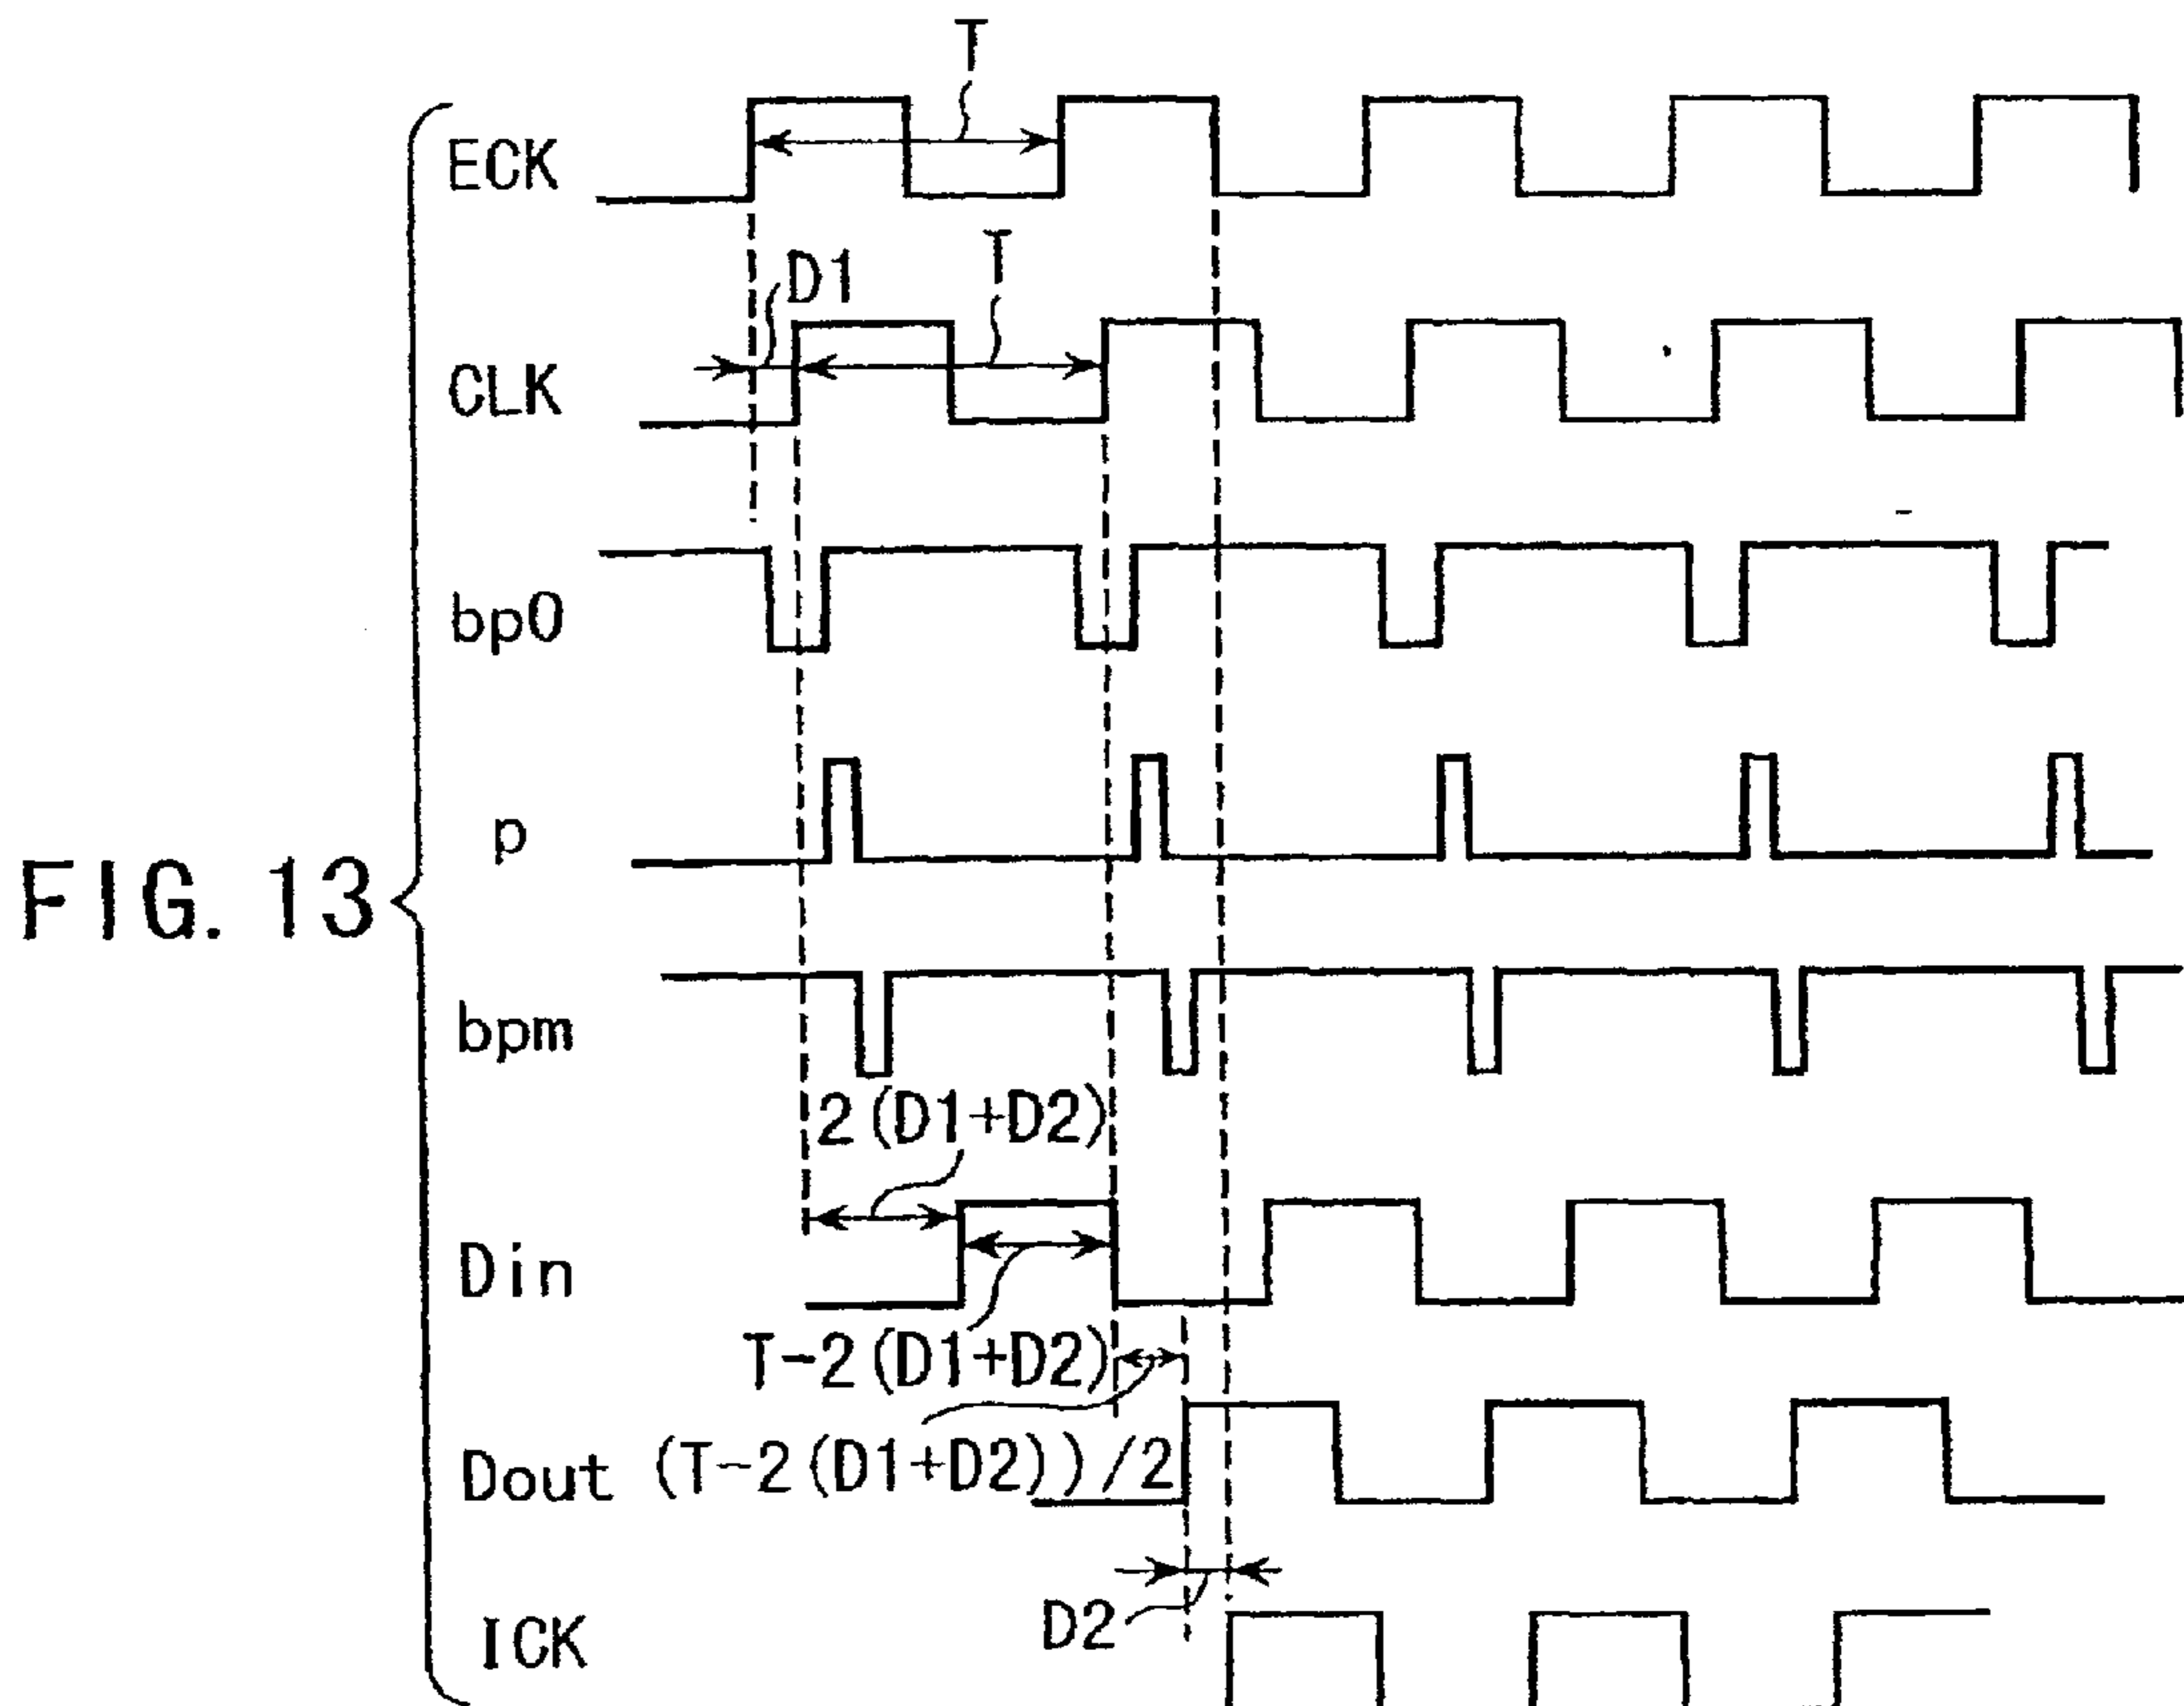 T
ECK
T
D1
CLK
bp0
p
FIG. 13
bpm
2(D1+D2)
Din
T-2(D1+D2)
Dout (T-2(D1+D2))/2
D2
ICK